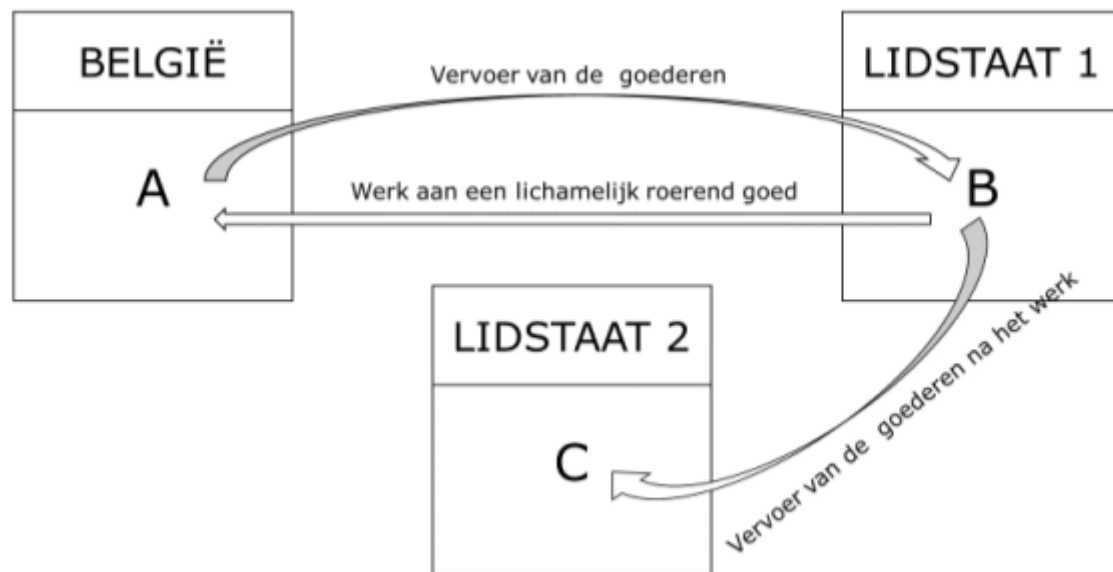 BELGIË
LIDSTAAT 1
Vervoer van de goederen
A
Werk aan een lichamelijk roerend goed
B
LIDSTAAT 2
C
Vervoer van de goederen na het werk